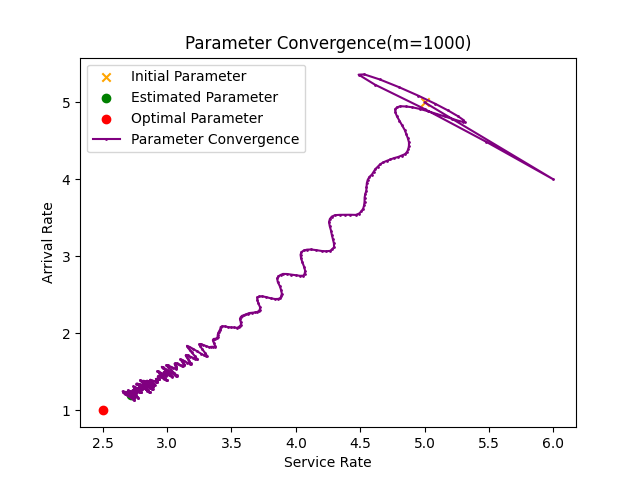 Parameter Convergence(m=1000)
Initial Parameter
Estimated Parameter
Optimal Parameter
Parameter Convergence
Arrival Rate
5
4
3
2
1
2.5 3.0 3.5 4.0 4.5 5.0 5.5 6.0
Service Rate